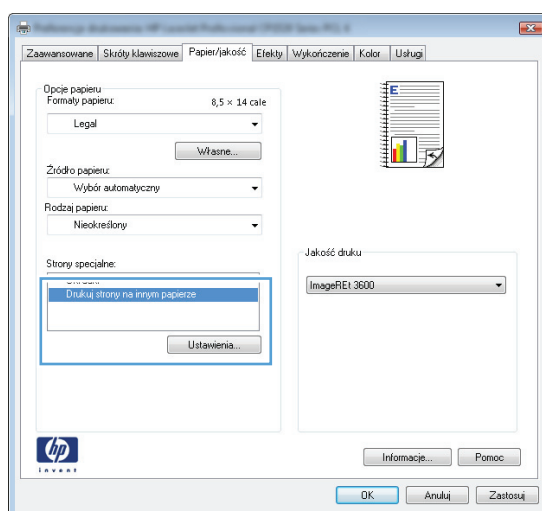 Zaawansowane Skróty klawiszowe Papier/jakość Efekty Wykończenie Kolor Usługi
Opcje papieru
Formaty papieru: 8,5 × 14 cale
Legal
Własne...
Źródło papieru:
Wybór automatyczny
Rodzaj papieru:
Nieokreślony
Strony specjalne:
Drukuj strony na innym papierze
Ustawienia...
E
Jakość druku
ImageREt 3600
hp
invent
Informacje... Pomoc
OK Anuluj Zastosuj